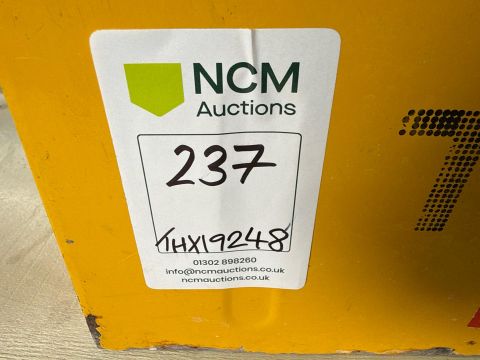 NCM
Auctions
237
THX19248
01302 898260
info@ncmauctions.co.uk
ncmauctions.co.uk